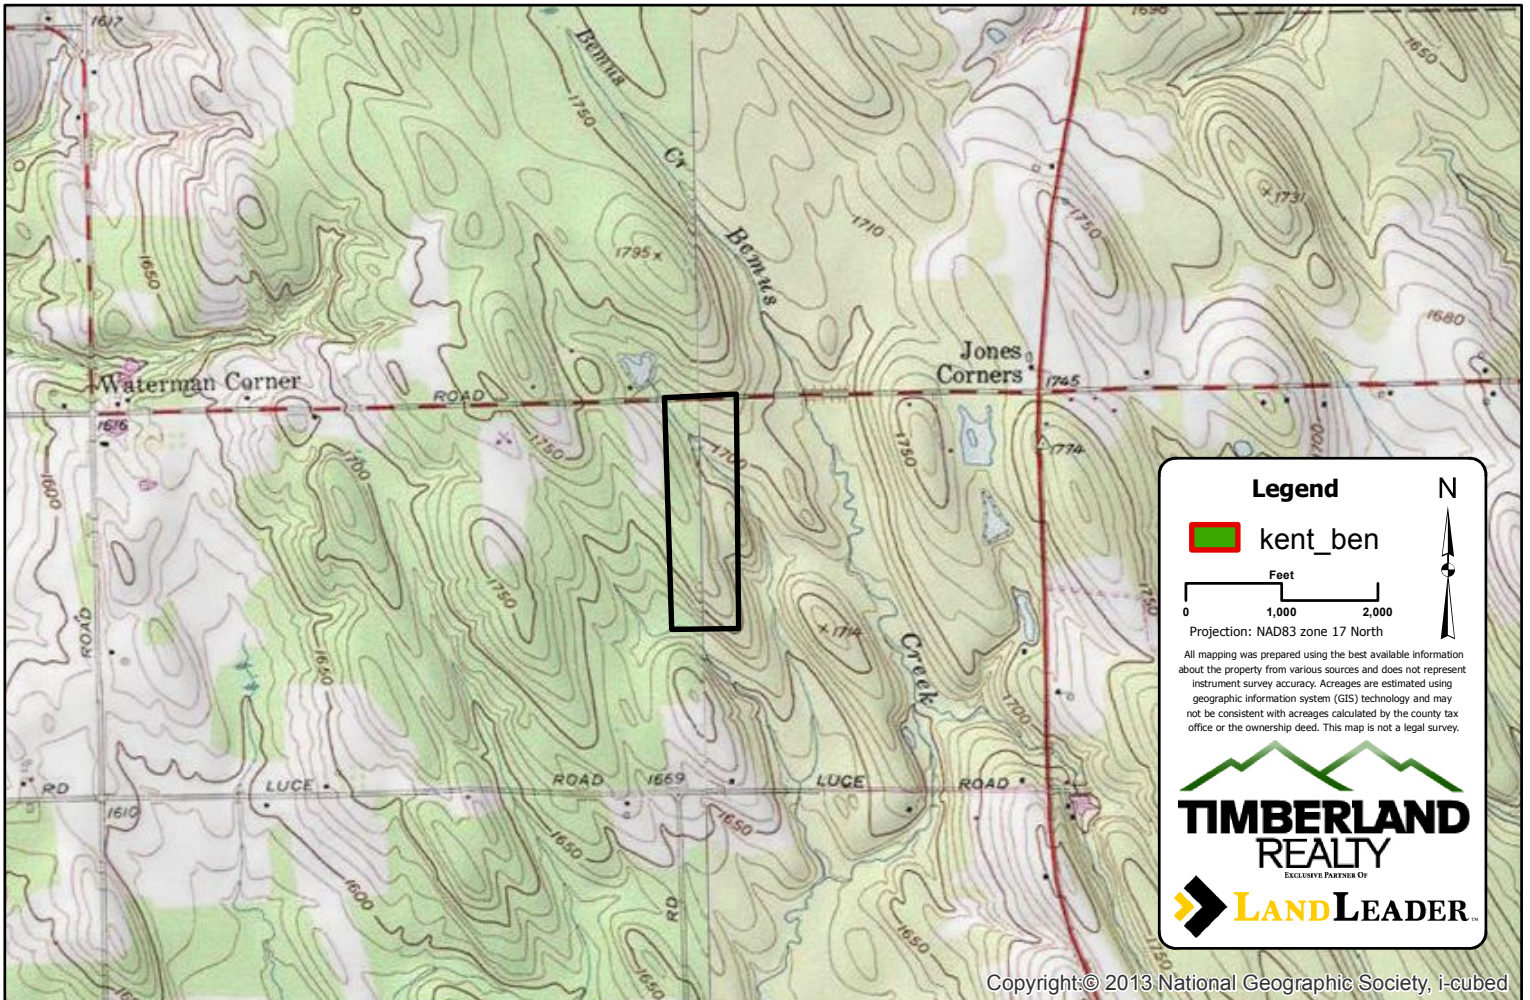 1617
1696
1650
Bemus
1750
Cr
1731
1710
1750
Bemus
1795
1650
1680
Jones
Corners
1745
Waterman Corner
ROAD
1616
1750
1700
1700
1750
1774
1700
1600
1750
1750
1714
ROAD
1650
Creek
1700
RD
LUCE
ROAD
1669
LUCE
ROAD
1610
1650
1650
1600
RD
1650
1650
1750
Legend
N
kent_ben
Feet
0
1,000
2,000
Projection: NAD83 zone 17 North
All mapping was prepared using the best available information
about the property from various sources and does not represent
instrument survey accuracy. Acreages are estimated using
geographic information system (GIS) technology and may
not be consistent with acreages calculated by the county tax
office or the ownership deed. This map is not a legal survey.
TIMBERLAND
REALTY
EXCLUSIVE PARTNER OF
LANDLEADER™
Copyright:© 2013 National Geographic Society, i-cubed